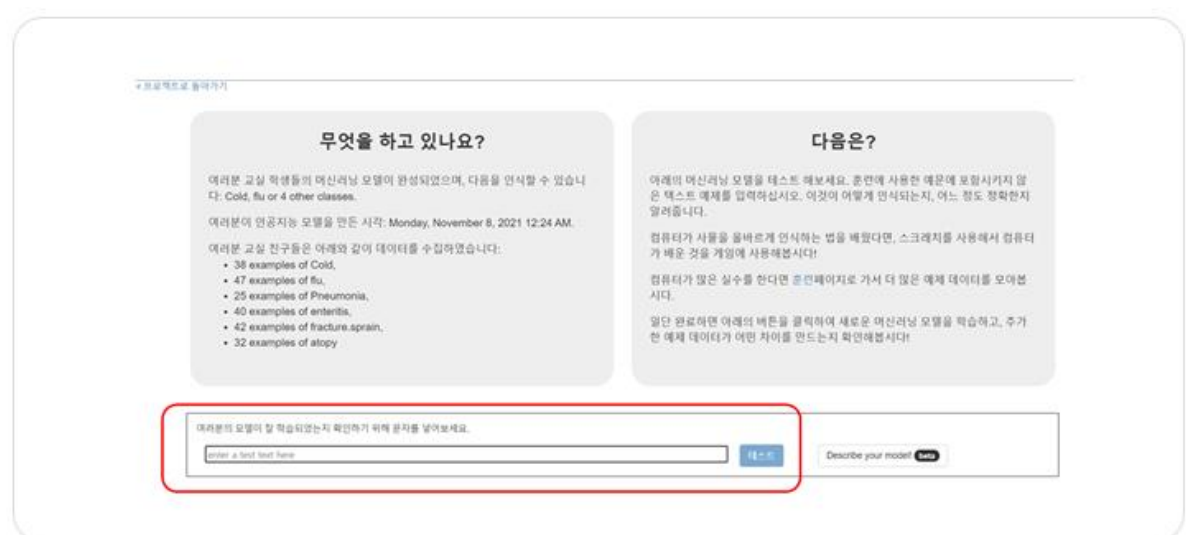 < 프로젝트로 돌아가기
무엇을 하고 있나요?
여러분 교실 학생들의 머신러닝 모델이 완성되었으며, 다음을 인식할 수 있습니
다: Cold, flu or 4 other classes.
여러분이 인공지능 모델을 만든 시각: Monday, November 8, 2021 12:24 AM.
여러분 교실 친구들은 아래와 같이 데이터를 수집하였습니다:
• 38 examples of Cold,
• 47 examples of flu,
• 25 examples of Pneumonia,
• 40 examples of enteritis,
• 42 examples of fracture.sprain,
• 32 examples of atopy
다음은?
아래의 머신러닝 모델을 테스트 해보세요. 훈련에 사용한 예문에 포함시키지 않
은 텍스트 예제를 입력하십시오. 이것이 어떻게 인식되는지, 어느 정도 정확한지
알려줍니다.
컴퓨터가 사물을 올바르게 인식하는 법을 배웠다면, 스크래치를 사용해서 컴퓨터
가 배운 것을 게임에 사용해봅시다!
컴퓨터가 많은 실수를 한다면 훈련페이지로 가서 더 많은 예제 데이터를 모아봅
시다.
일단 완료하면 아래의 버튼을 클릭하여 새로운 머신러닝 모델을 학습하고, 추가
한 예제 데이터가 어떤 차이를 만드는지 확인해봅시다!
여러분의 모델이 잘 학습되었는지 확인하기 위해 문자를 넣어보세요.
enter a test text here
테스트
Describe your model! beta